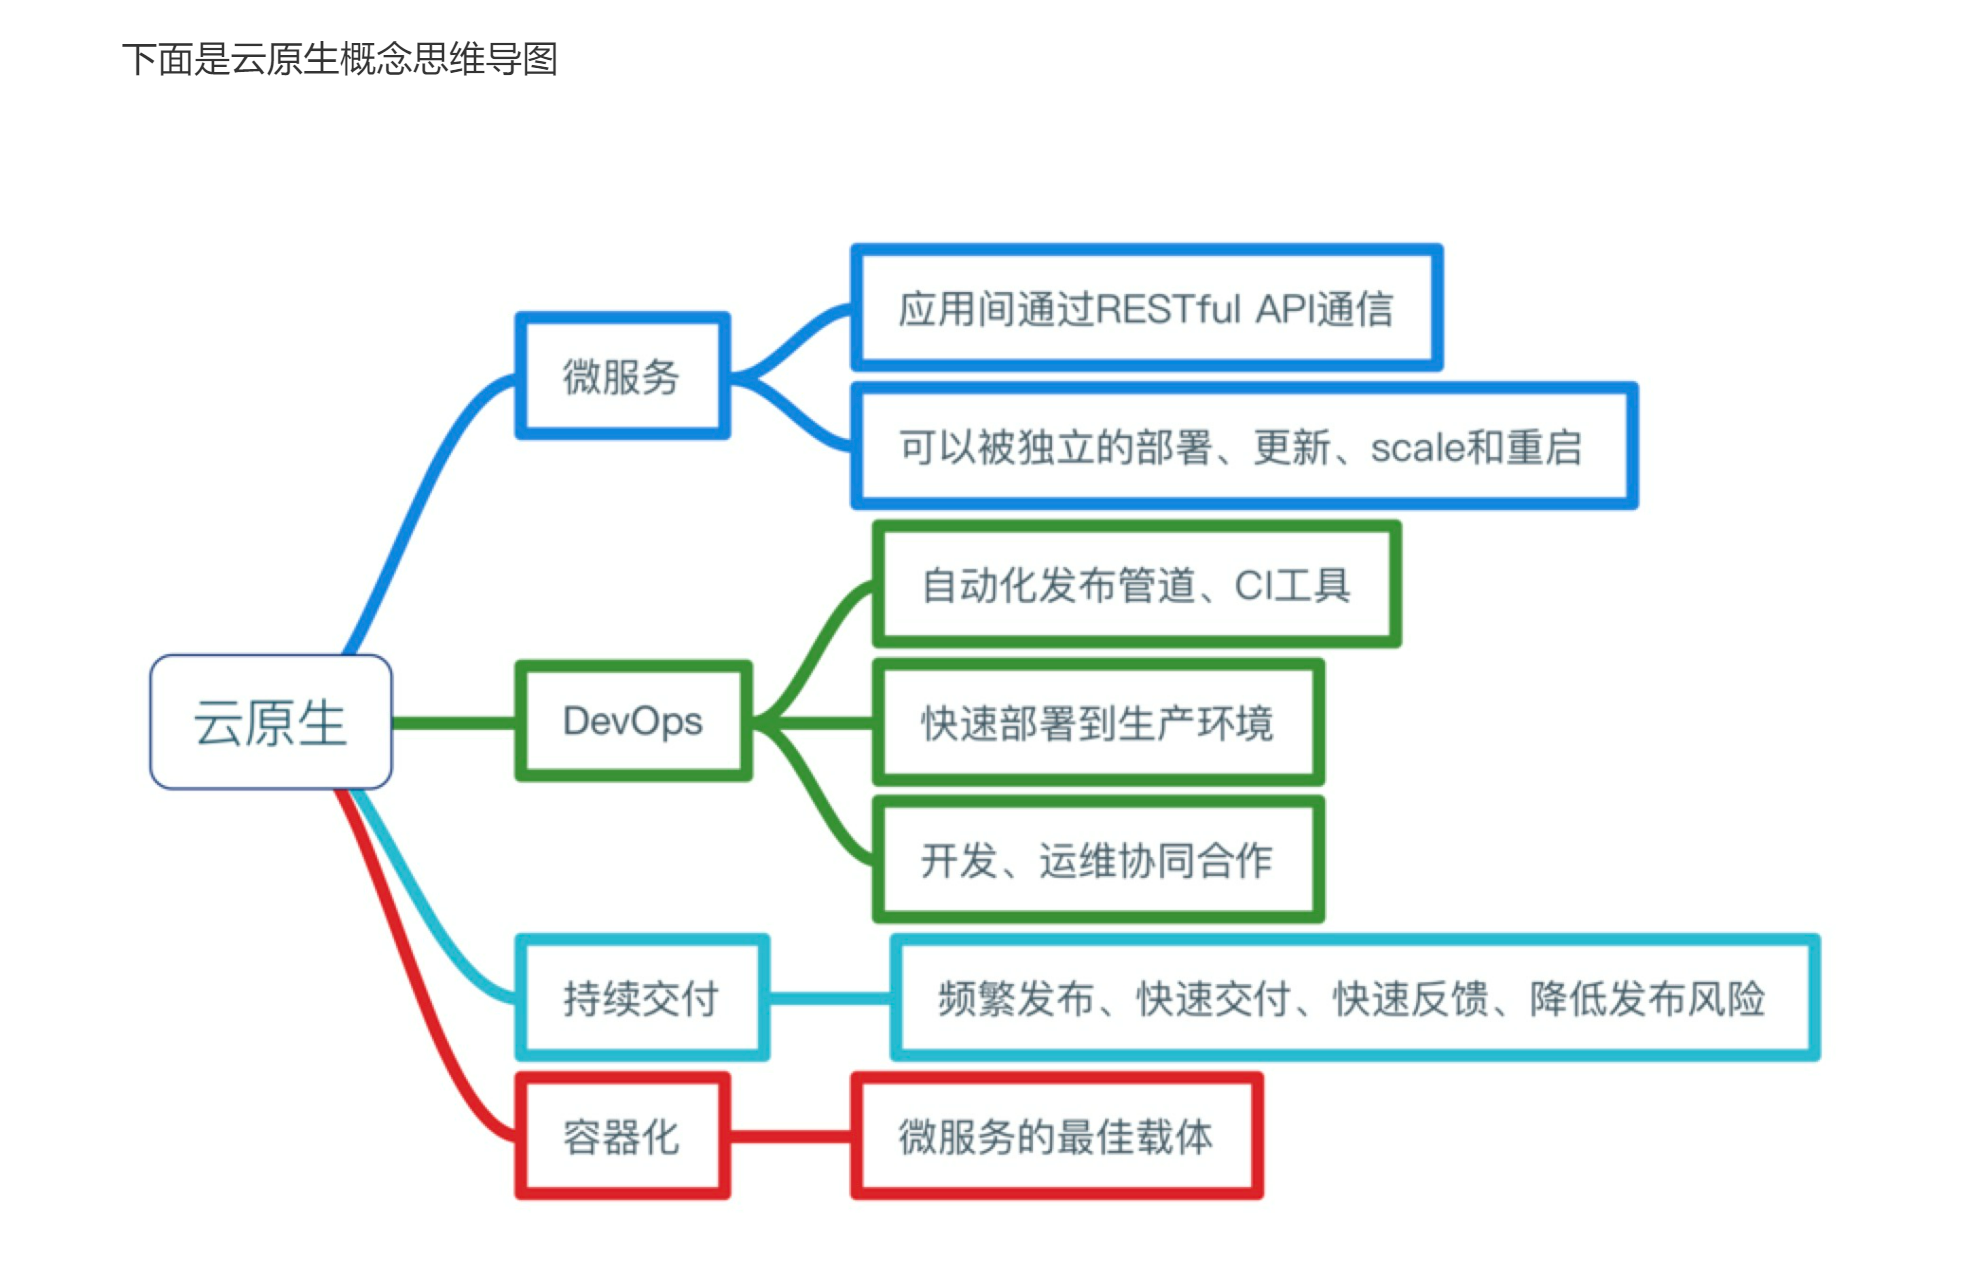 下面是云原生概念思维导图
应用间通过RESTful API通信
微服务
可以被独立的部署、更新、scale和重启
自动化发布管道、CI工具
云原生
DevOps
快速部署到生产环境
开发、运维协同合作
持续交付
频繁发布、快速交付、快速反馈、降低发布风险
容器化
微服务的最佳载体